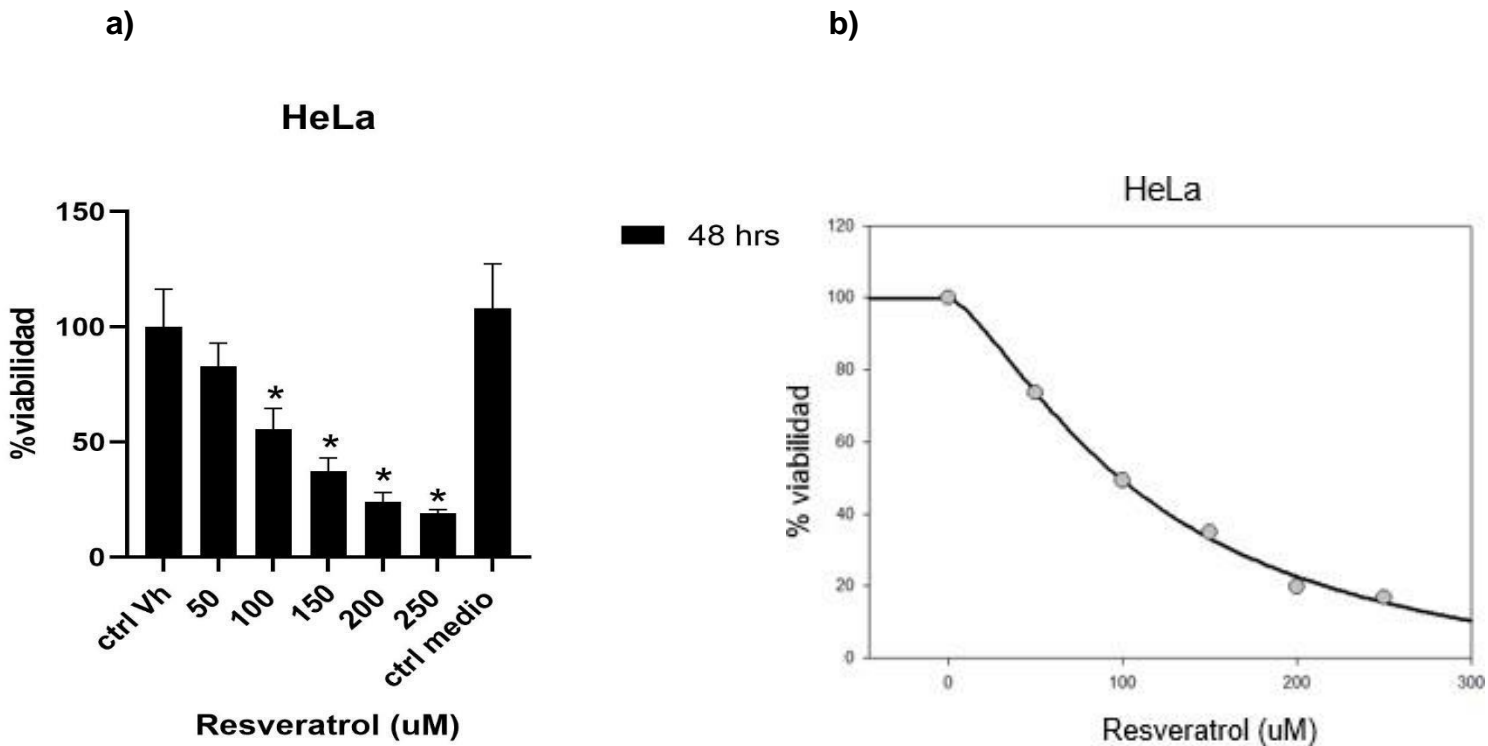 a)
b)
HeLa
150
100
50
0
%viabilidad
*
*
*
*
ctrl Vh
50
100
150
200
250
ctrl medio
Resveratrol (uM)
48 hrs
HeLa
120
100
80
60
40
20
0
% viabilidad
0
100
200
300
Resveratrol (uM)